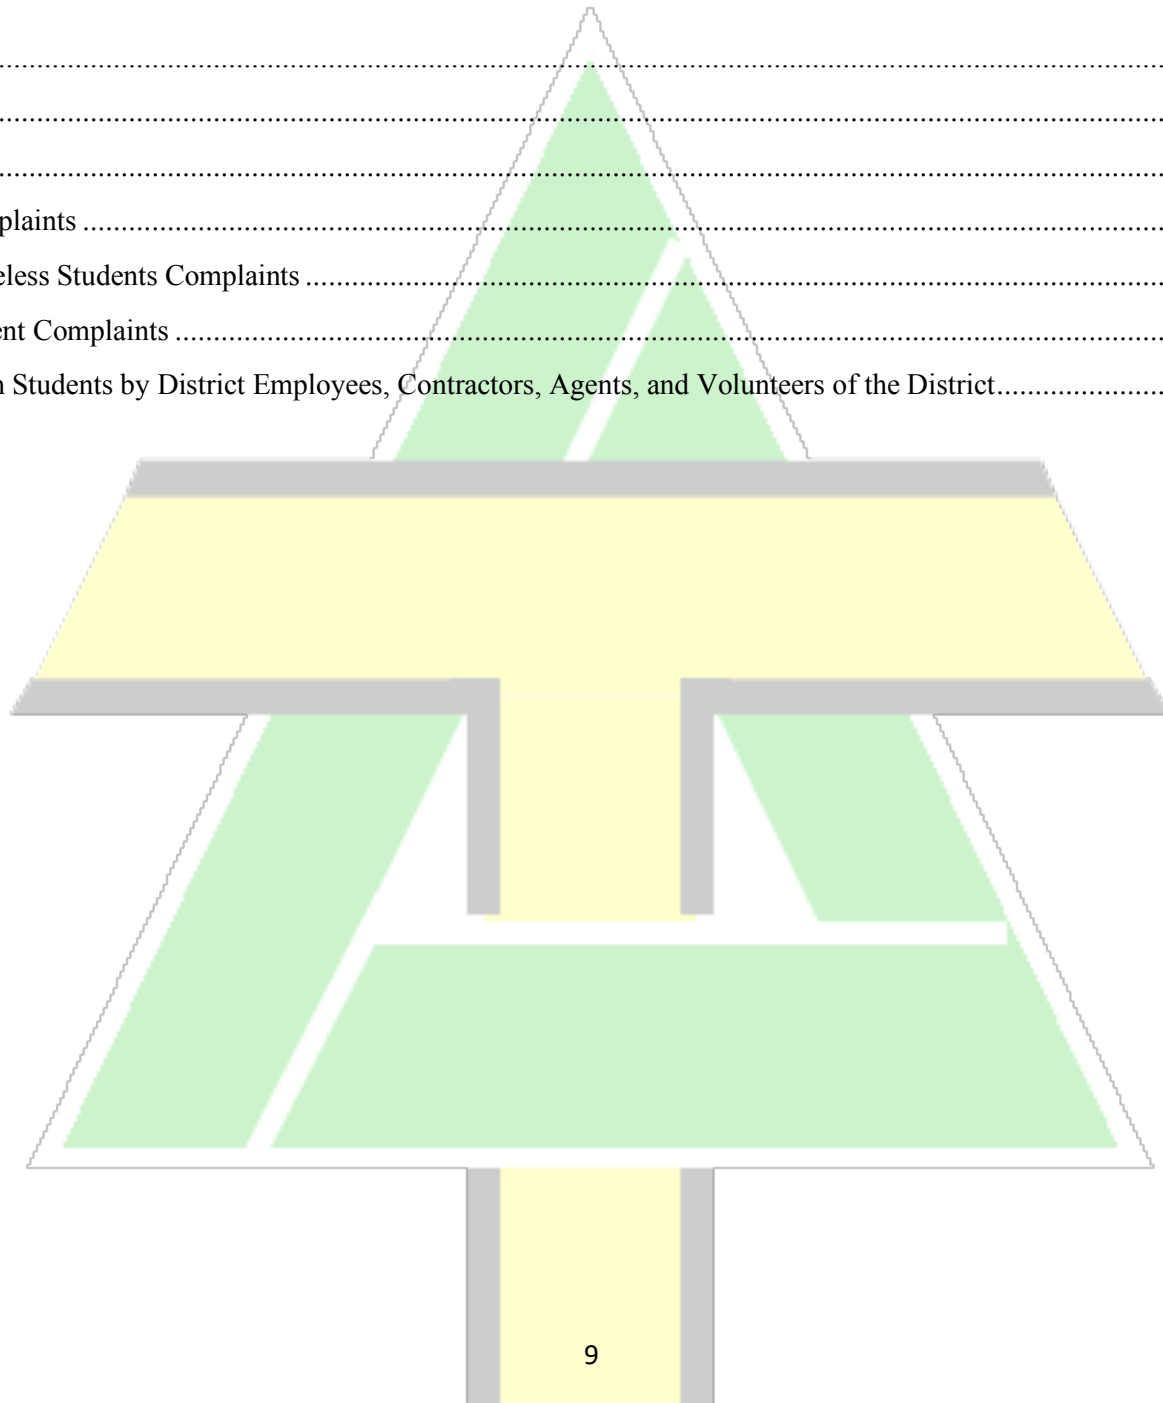 ........................................................................................................................................................
........................................................................................................................................................
........................................................................................................................................................
plaints ........................................................................................................................................
eless Students Complaints ................................................................................................................
ent Complaints ................................................................................................................................
n Students by District Employees, Contractors, Agents, and Volunteers of the District.......................
9